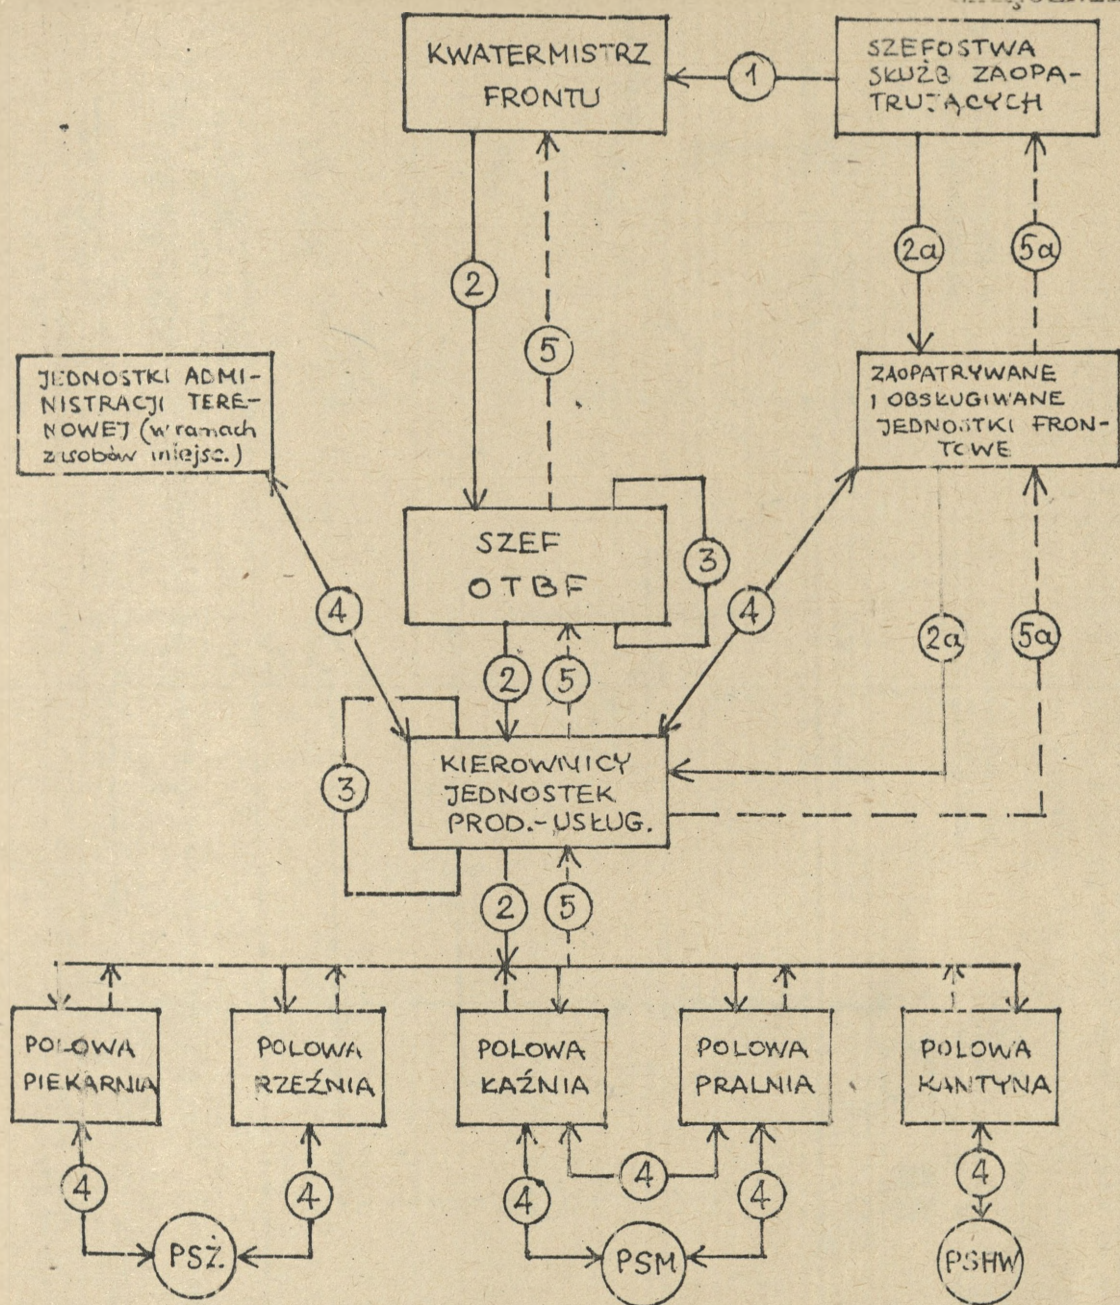 KWATERMISTRZ
FRONTU
1
SZEFOSTWA
SŁUŻB ZAOPA-
TRUJĄCYCH
2
5
2a
5a
JEDNOSTKI ADMI-
NISTRACJI TERE-
NOWEJ (w ramach
zasobów miejsc.)
ZAOPATRYWANE
I OBSŁUGIWANE
JEDNOSTKI FRON-
TOWE
SZEF
OTBF
3
4
4
2a
5a
2
5
KIEROWNICY
JEDNOSTEK
PROD.-USŁUG.
3
2
5
POLOWA
PIEKARNIA
POLOWA
RZEŹNIA
POLOWA
ŁAŹNIA
POLOWA
PRALNIA
POLOWA
KANTYNA
4
4
4
4
4
4
PSŻ.
PSM
PSHW